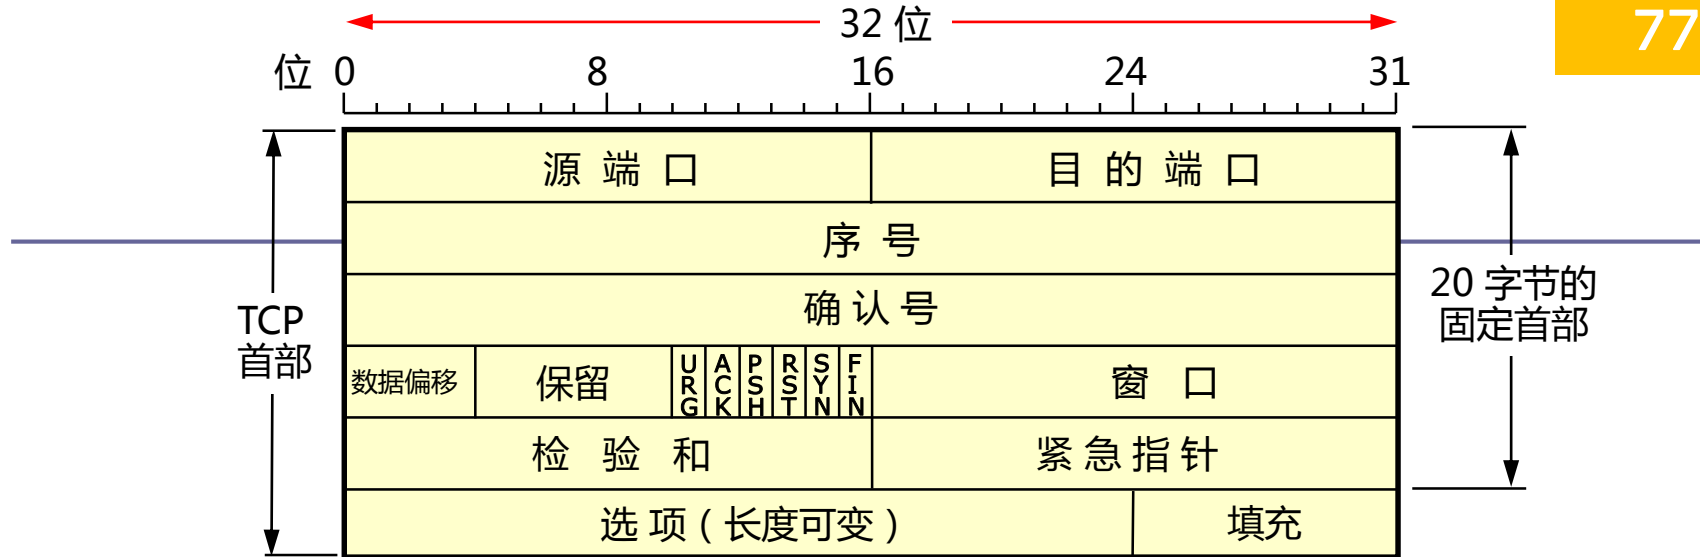 77
32 位
位 0 8 16 24 31
源 端 口 目 的 端 口
序 号
确 认 号
TCP
首部
20 字节的
固定首部
数据偏移 保留 URG ACK PSH RST SYN FIN 窗 口
检 验 和 紧 急 指 针
选 项 ( 长度可变 ) 填充